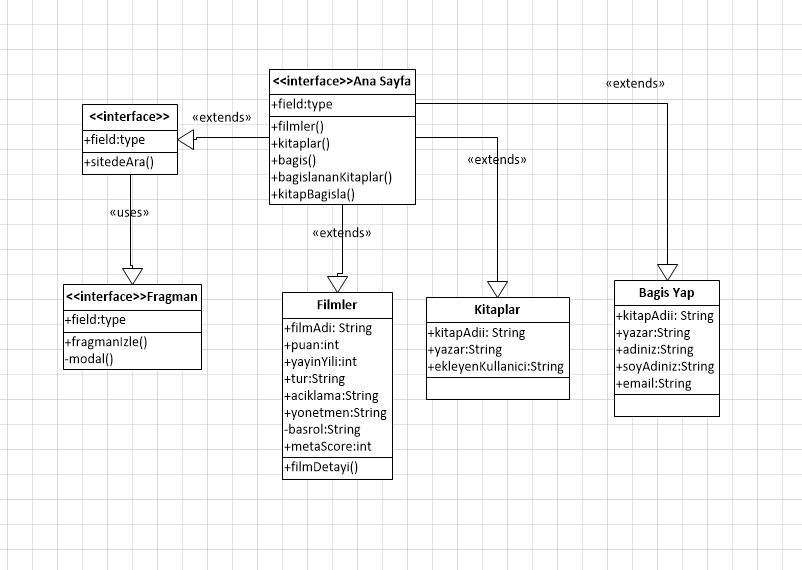 «extends»
<<interface>>Ana Sayfa
+field:type
+filmler()
+kitaplar()
+bagis()
+bagislananKitaplar()
+kitapBagisla()
<<interface>>
+field:type
+sitedeAra()
«extends»
«extends»
«uses»
«extends»
<<interface>>Fragman
+field:type
+fragmanIzle()
-modal()
Filmler
+filmAdi: String
+puan:int
+yayinYili:int
+tur:String
+aciklama:String
+yonetmen:String
-basrol:String
+metaScore:int
+filmDetayi()
Kitaplar
+kitapAdii: String
+yazar:String
+ekleyenKullanici:String
Bagis Yap
+kitapAdii: String
+yazar:String
+adiniz:String
+soyAdiniz:String
+email:String